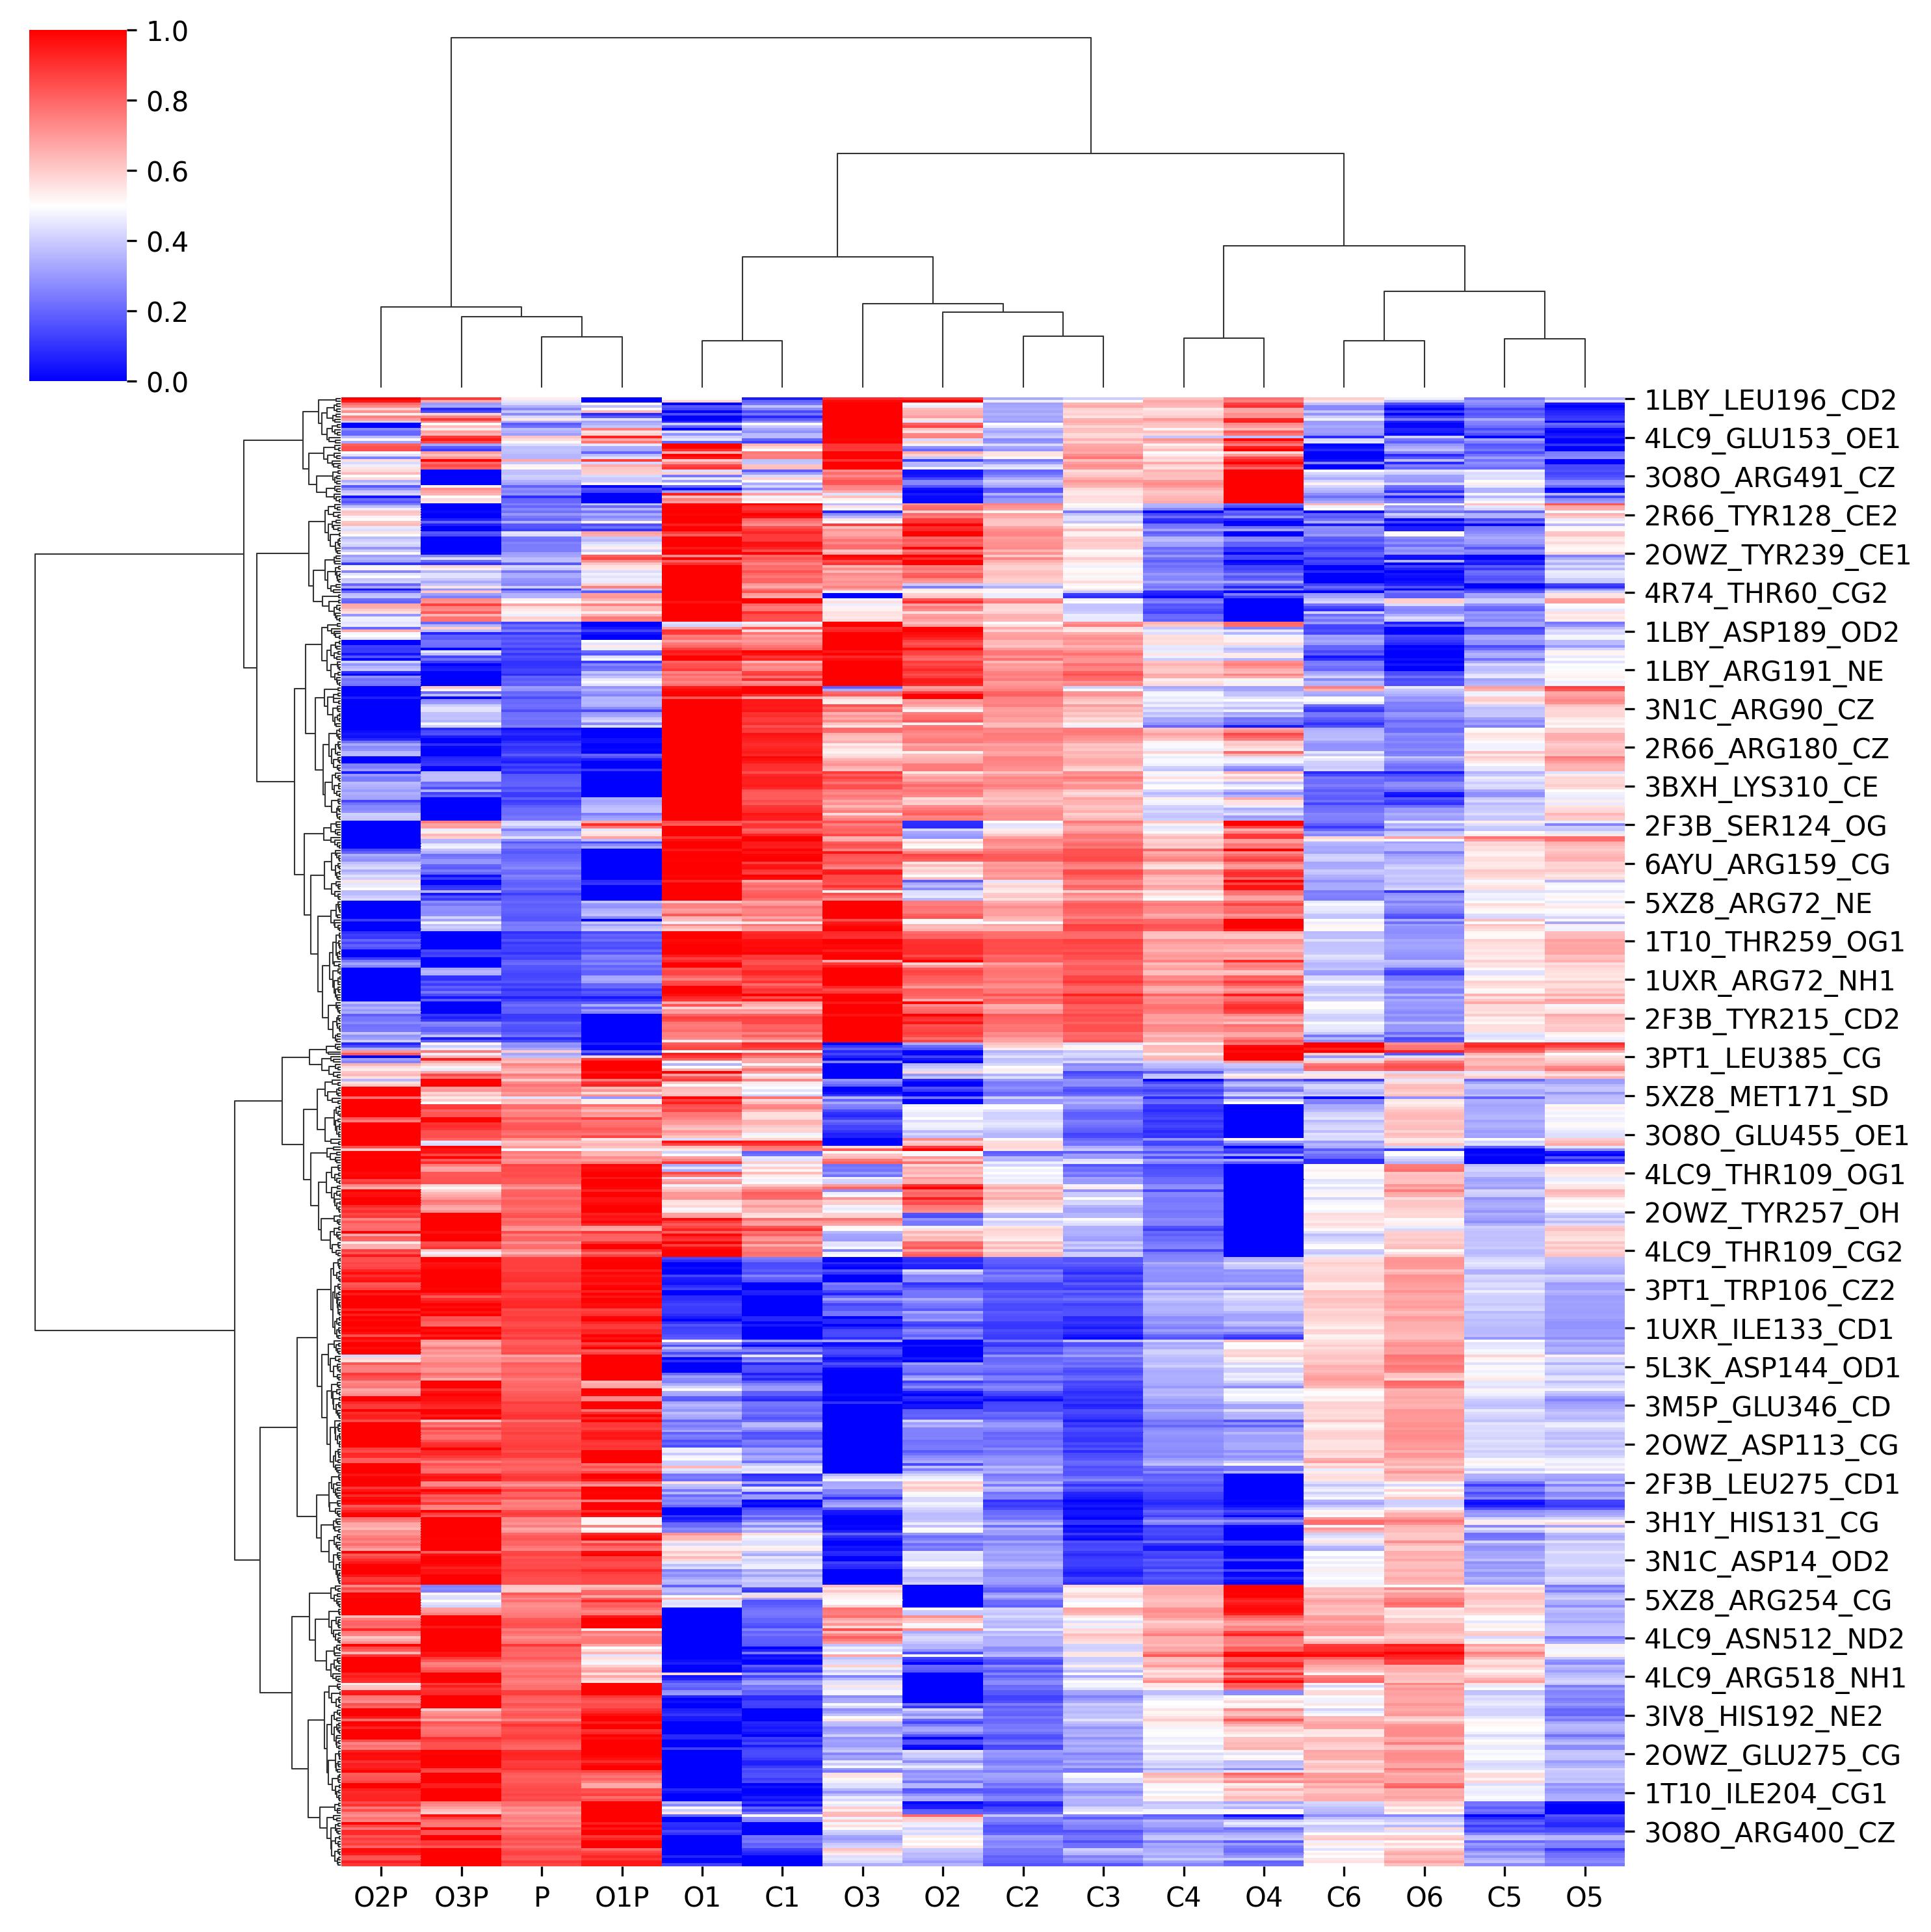 1.0
0.8
0.6
0.4
0.2
0.0
1LBY_LEU196_CD2
4LC9_GLU153_OE1
3O8O_ARG491_CZ
2R66_TYR128_CE2
2OWZ_TYR239_CE1
4R74_THR60_CG2
1LBY_ASP189_OD2
1LBY_ARG191_NE
3N1C_ARG90_CZ
2R66_ARG180_CZ
3BXH_LYS310_CE
2F3B_SER124_OG
6AYU_ARG159_CG
5XZ8_ARG72_NE
1T10_THR259_OG1
1UXR_ARG72_NH1
2F3B_TYR215_CD2
3PT1_LEU385_CG
5XZ8_MET171_SD
3O8O_GLU455_OE1
4LC9_THR109_OG1
2OWZ_TYR257_OH
4LC9_THR109_CG2
3PT1_TRP106_CZ2
1UXR_ILE133_CD1
5L3K_ASP144_OD1
3M5P_GLU346_CD
2OWZ_ASP113_CG
2F3B_LEU275_CD1
3H1Y_HIS131_CG
3N1C_ASP14_OD2
5XZ8_ARG254_CG
4LC9_ASN512_ND2
4LC9_ARG518_NH1
3IV8_HIS192_NE2
2OWZ_GLU275_CG
1T10_ILE204_CG1
3O8O_ARG400_CZ
O2P O3P P O1P O1 C1 O3 O2 C2 C3 C4 O4 C6 O6 C5 O5